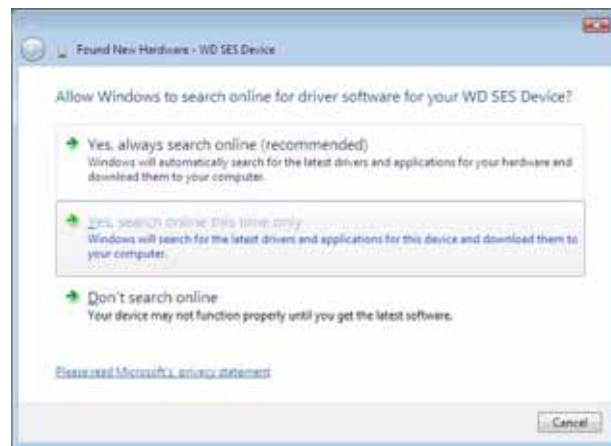 Found New Hardware - WD SES Device
Allow Windows to search online for driver software for your WD SES Device?
Yes, always search online (recommended)
Windows will automatically search for the latest drivers and applications for your hardware and
download them to your computer.
Yes, search online this time only
Windows will search for the latest drivers and applications for this device and download them to
your computer.
Don't search online
Your device may not function properly until you get the latest software.
Please read Microsoft's privacy statement
Cancel